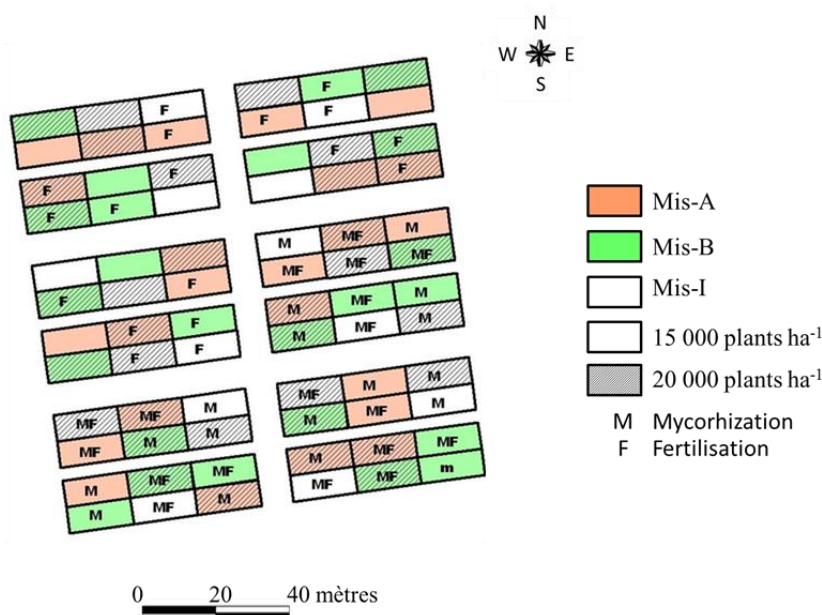 N
W E
S
F
F
F
F F
F F
F F
F F
F
F F
M MF M
MF MF MF
F F
F F
M MF M
M MF M
MF MF M
MF M M
MF M M
M MF M
M MF MF
M MF M
M MF MF
MF MF m
Mis-A
Mis-B
Mis-I
15 000 plants ha-1
20 000 plants ha-1
M Mycorhization
F Fertilisation
0 20 40 mètres